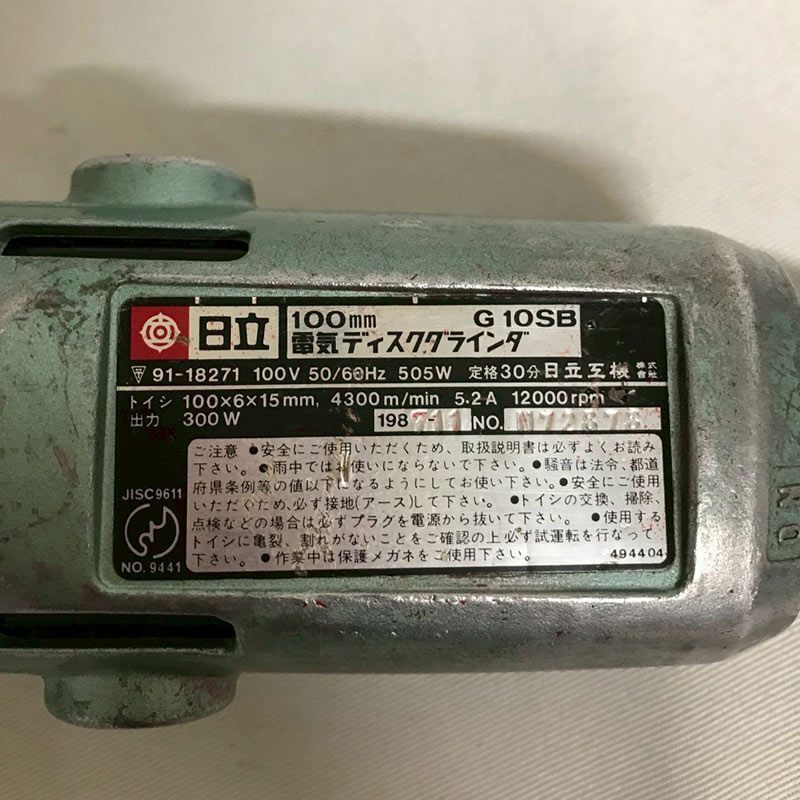 日立
100mm G 10SB
電気ディスクグラインダ
91-18271 100V 50/60Hz 505W 定格30分 日立工機 株式会社
トイシ 100×6×15mm, 4300m/min 5.2A 12000rpm
出力 300W 198 NO.
ご注意 ●安全にご使用いただくため、取扱説明書は必ずよくお読み
下さい。●雨中ではお使いにならないで下さい。●騒音は法令、都道
府県条例等の値以下になるようにしてお使い下さい。●安全にご使用
いただくため、必ず接地(アース)して下さい。●トイシの交換、掃除、
点検などの場合は必ずプラグを電源から抜いて下さい。●使用する
トイシに亀裂、割れがないことをご確認の上必ず試運転を行なって
下さい。●作業中は保護メガネをご使用下さい。 494404
JISC9611
NO. 9441